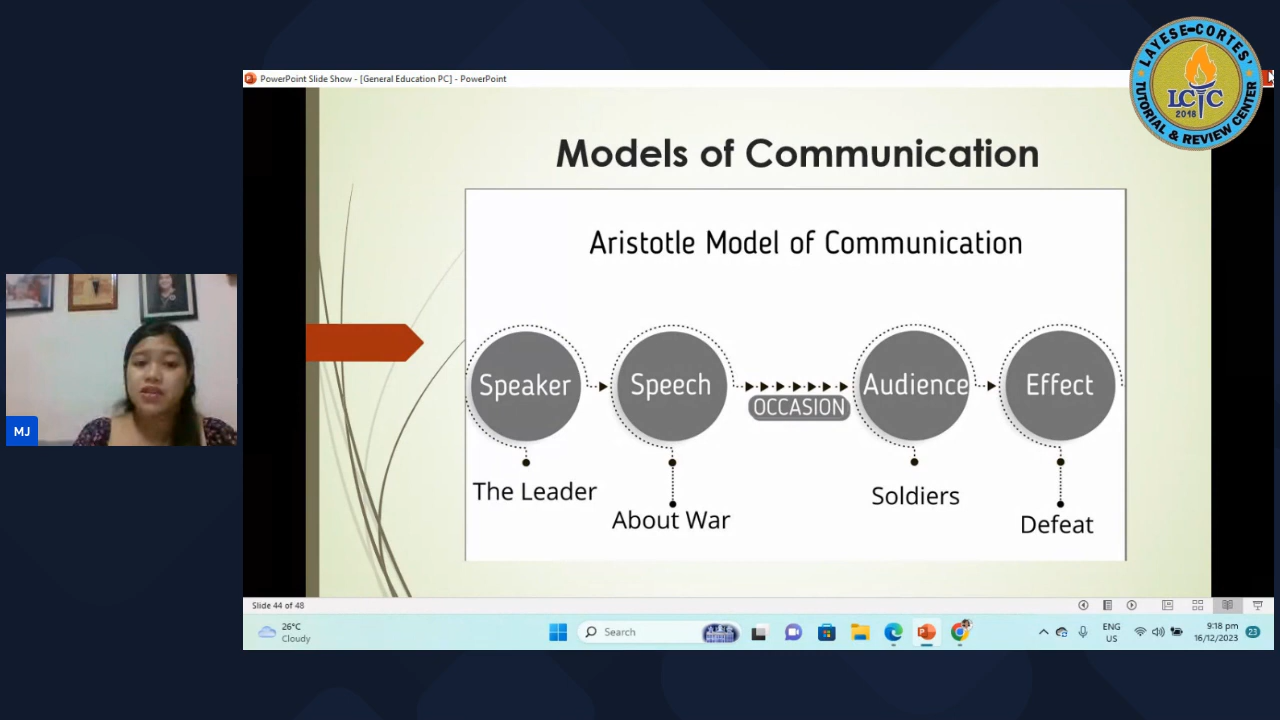 LAYESE-CORTES'
LCTC
2018
TUTORIAL & REVIEW CENTER
PowerPoint Slide Show - [General Education PC] - PowerPoint
Models of Communication
Aristotle Model of Communication
Speaker
Speech
OCCASION
Audience
Effect
The Leader
About War
Soldiers
Defeat
MJ
Slide 44 of 48
26°C
Cloudy
Search
ENG
US
9:18 pm
16/12/2023
23